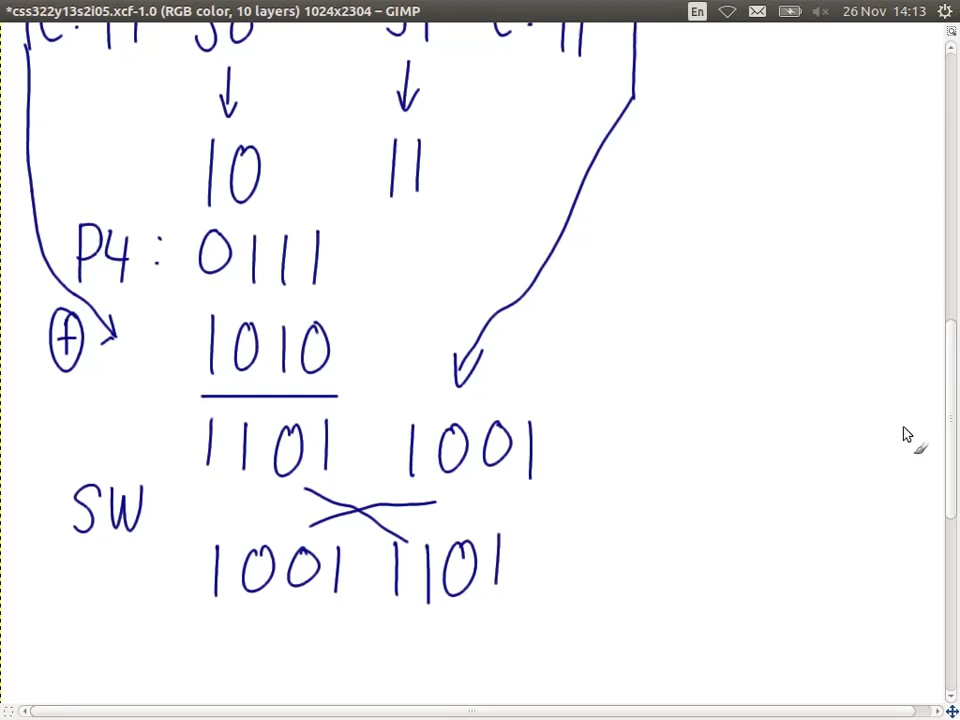 *css322y13s2i05.xcf-1.0 (RGB color, 10 layers) 1024x2304 – GIMP En 26 Nov 14:13
10 11
P4: 0111
⊕ 1010
1101 1001
SW
1001 1101